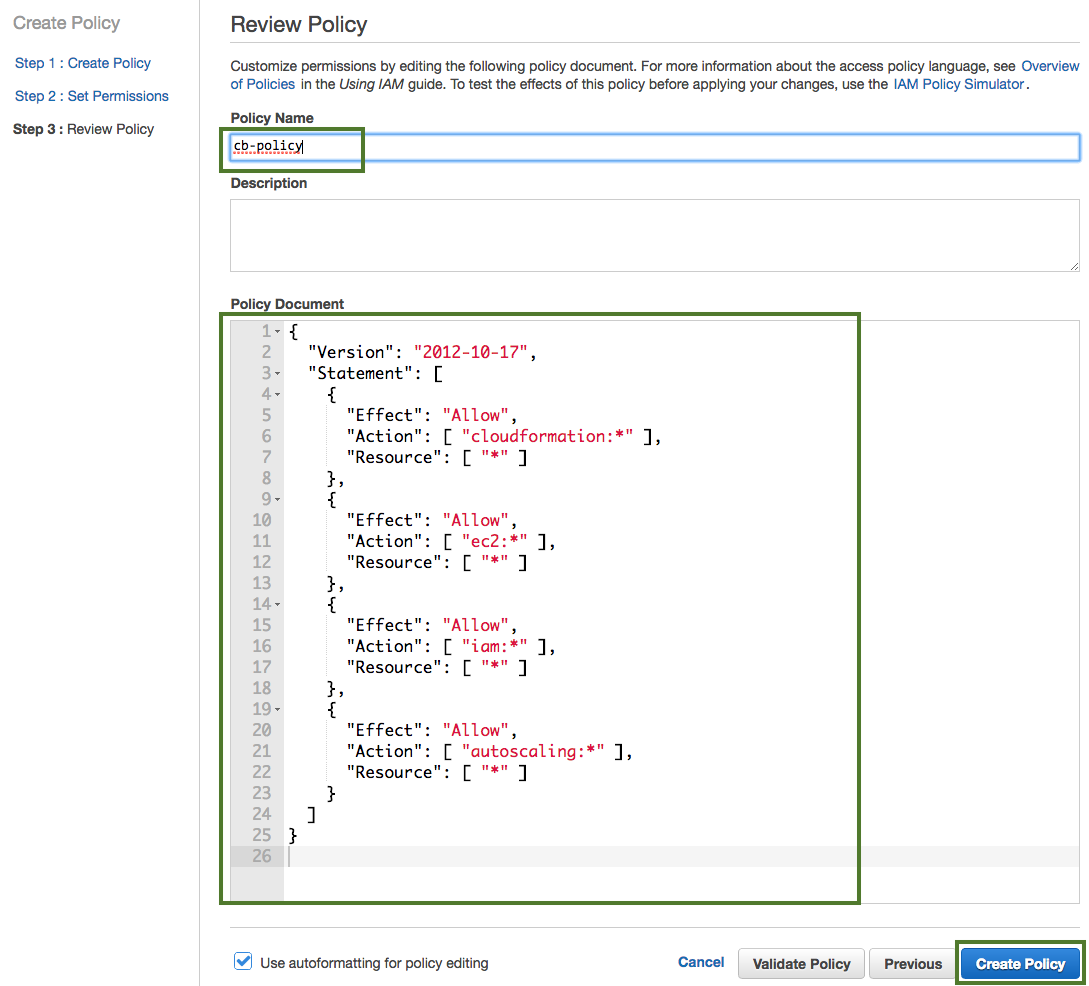 Create Policy
Step 1 : Create Policy
Step 2 : Set Permissions
Step 3 : Review Policy
Review Policy
Customize permissions by editing the following policy document. For more information about the access policy language, see Overview
of Policies in the Using IAM guide. To test the effects of this policy before applying your changes, use the IAM Policy Simulator.
Policy Name
cb-policy
Description
Policy Document
1 {
2   "Version": "2012-10-17",
3   "Statement": [
4     {
5       "Effect": "Allow",
6       "Action": [ "cloudformation:*" ],
7       "Resource": [ "*" ]
8     },
9     {
10       "Effect": "Allow",
11       "Action": [ "ec2:*" ],
12       "Resource": [ "*" ]
13     },
14     {
15       "Effect": "Allow",
16       "Action": [ "iam:*" ],
17       "Resource": [ "*" ]
18     },
19     {
20       "Effect": "Allow",
21       "Action": [ "autoscaling:*" ],
22       "Resource": [ "*" ]
23     }
24   ]
25 }
26
Use autoformatting for policy editing
Cancel
Validate Policy
Previous
Create Policy